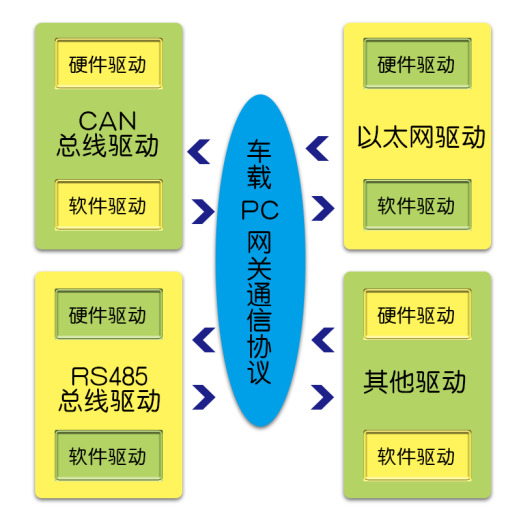 硬件驱动
CAN
总线驱动
软件驱动
硬件驱动
以太网驱动
软件驱动
车
载
PC
网
关
通
信
协
议
硬件驱动
RS485
总线驱动
软件驱动
硬件驱动
其他驱动
软件驱动